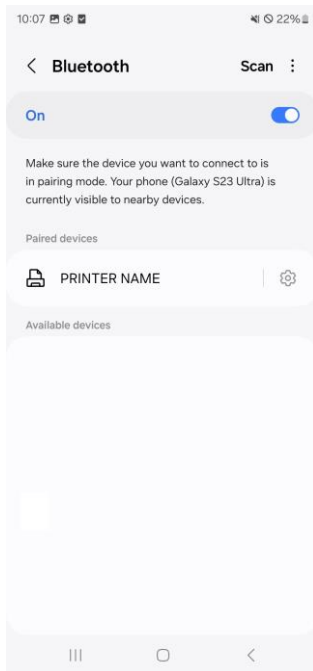 10:07 22%
Bluetooth Scan
On
Make sure the device you want to connect to is
in pairing mode. Your phone (Galaxy S23 Ultra) is
currently visible to nearby devices.
Paired devices
PRINTER NAME
Available devices